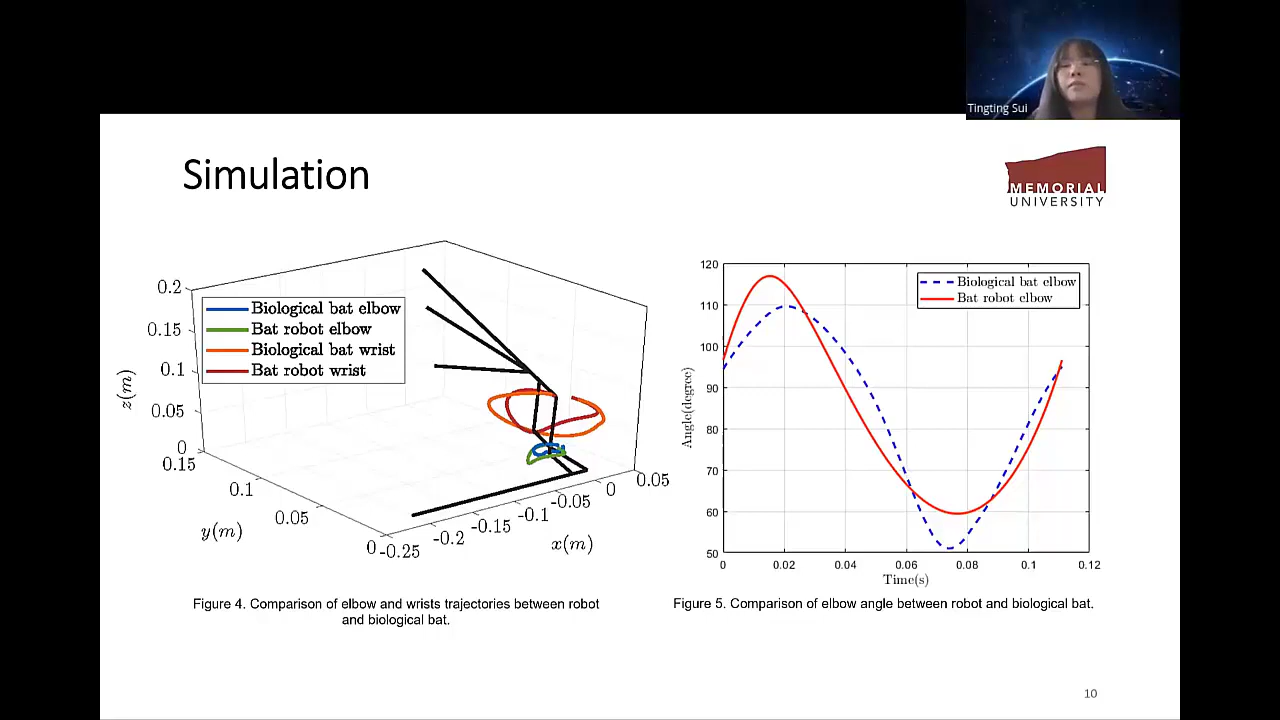 Tingting Sui
Simulation
MEMORIAL
UNIVERSITY
Biological bat elbow
Bat robot elbow
Biological bat wrist
Bat robot wrist
0.2
0.15
0.1
0.05
0
z(m)
0.15
0.1
0.05
0
y(m)
-0.25
-0.2
-0.15
-0.1
-0.05
0
0.05
x(m)
Figure 4. Comparison of elbow and wrists trajectories between robot
and biological bat.
Biological bat elbow
Bat robot elbow
120
110
100
90
80
70
60
50
Angle(degree)
0 0.02 0.04 0.06 0.08 0.1 0.12
Time(s)
Figure 5. Comparison of elbow angle between robot and biological bat.
10